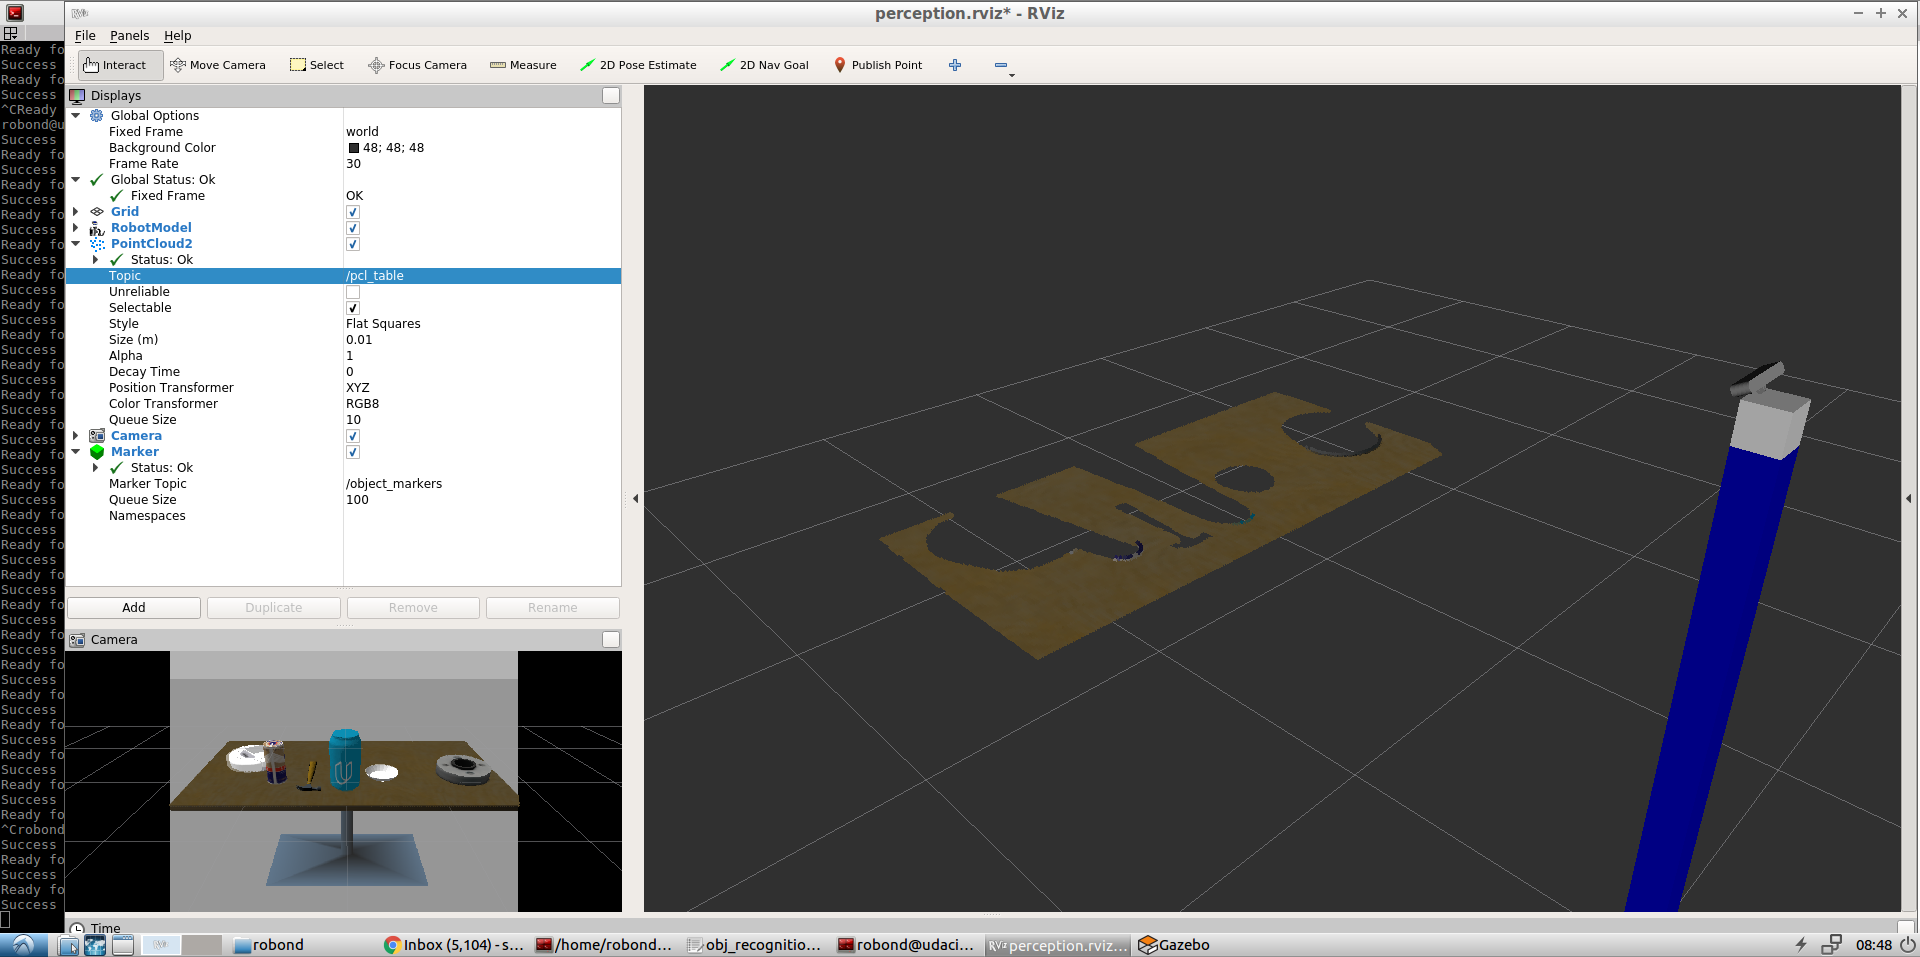 perception.rviz* - RViz
File Panels Help
Interact Move Camera Select Focus Camera Measure 2D Pose Estimate 2D Nav Goal Publish Point
Displays
Global Options
Fixed Frame world
Background Color 48; 48; 48
Frame Rate 30
Global Status: Ok
Fixed Frame OK
Grid
RobotModel
PointCloud2
Status: Ok
Topic /pcl_table
Unreliable
Selectable
Style Flat Squares
Size (m) 0.01
Alpha 1
Decay Time 0
Position Transformer XYZ
Color Transformer RGB8
Queue Size 10
Camera
Marker
Status: Ok
Marker Topic /object_markers
Queue Size 100
Namespaces
Add Duplicate Remove Rename
Camera
Time
Ready fo
Success
Ready fo
Success
^CReady
robond@u
Success
Ready fo
Success
Ready fo
Success
Ready fo
Success
Ready fo
Success
Ready fo
Success
Ready fo
Success
Ready fo
Success
Ready fo
Success
Ready fo
Success
Ready fo
Success
Ready fo
Success
Ready fo
Success
Ready fo
Success
Ready fo
Success
Ready fo
Success
Ready fo
Success
Ready fo
Success
Ready fo
Success
Ready fo
Success
Ready fo
Success
Ready fo
Success
Ready fo
^Crobond
Success
Ready fo
Success
Ready fo
Success
robond Inbox (5,104) - s... /home/robond... obj_recognitio... robond@udaci... RViz perception.rviz... Gazebo 08:48